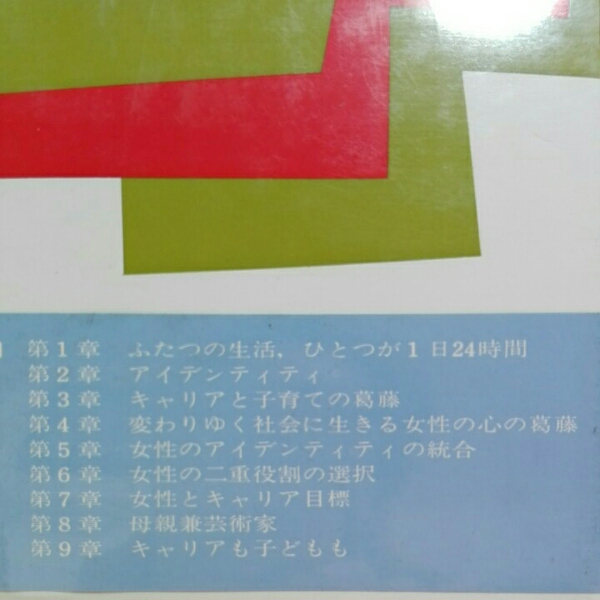 第1章 ふたつの生活，ひとつが1日24時間
第2章 アイデンティティ
第3章 キャリアと子育ての葛藤
第4章 変わりゆく社会に生きる女性の心の葛藤
第5章 女性のアイデンティティの統合
第6章 女性の二重役割の選択
第7章 女性とキャリア目標
第8章 母親兼芸術家
第9章 キャリアも子どもも